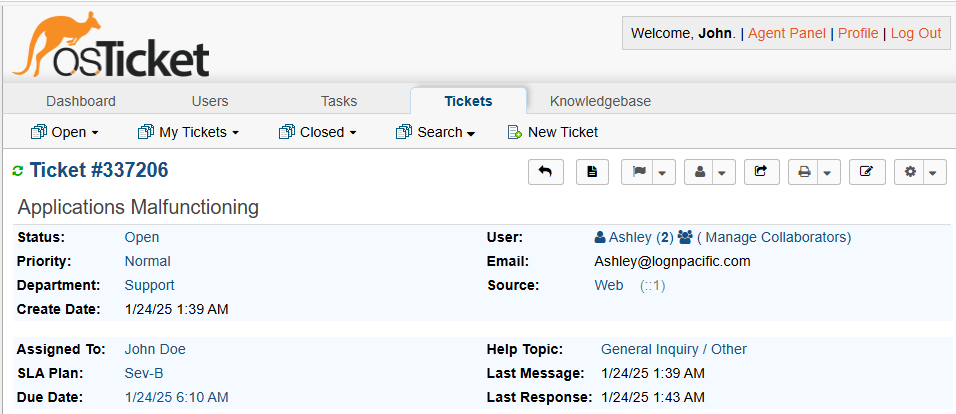 osTicket
Welcome, John. | Agent Panel | Profile | Log Out
Dashboard Users Tasks Tickets Knowledgebase
Open My Tickets Closed Search New Ticket
Ticket #337206
Applications Malfunctioning
Status: Open User: Ashley (2) ( Manage Collaborators)
Priority: Normal Email: Ashley@lognpacific.com
Department: Support Source: Web (::1)
Create Date: 1/24/25 1:39 AM
Assigned To: John Doe Help Topic: General Inquiry / Other
SLA Plan: Sev-B Last Message: 1/24/25 1:39 AM
Due Date: 1/24/25 6:10 AM Last Response: 1/24/25 1:43 AM